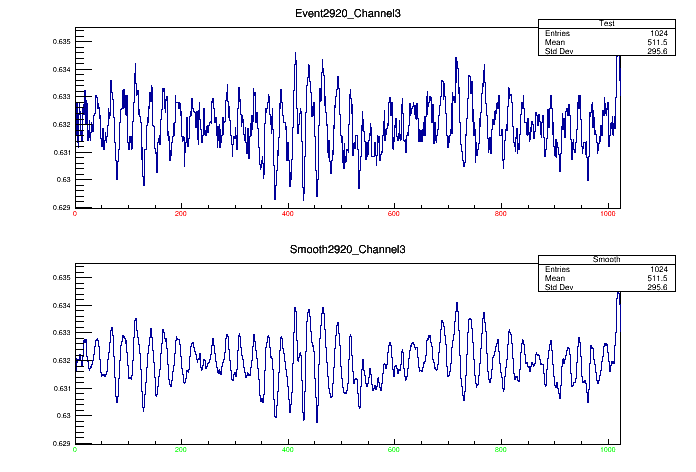 Event2920_Channel3
Test
Entries 1024
Mean 511.5
Std Dev 295.6
0.635
0.634
0.633
0.632
0.631
0.63
0.629
0 200 400 600 800 1000
Smooth2920_Channel3
Smooth
Entries 1024
Mean 511.5
Std Dev 295.6
0.635
0.634
0.633
0.632
0.631
0.63
0.629
0 200 400 600 800 1000